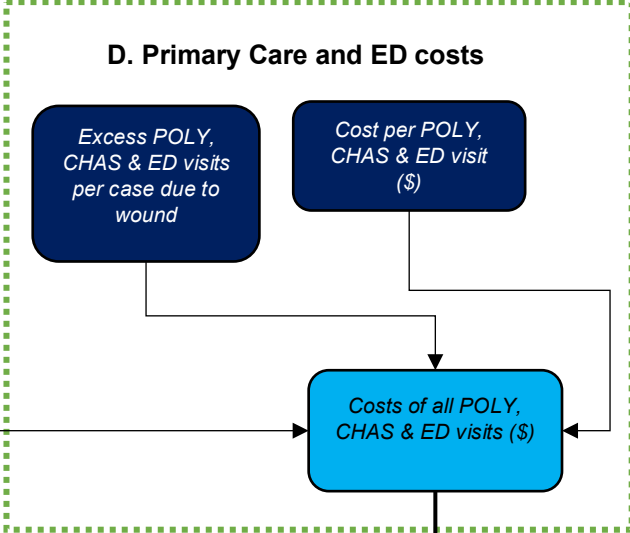 D. Primary Care and ED costs
Excess POLY,
CHAS & ED visits
per case due to
wound
Cost per POLY,
CHAS & ED visit
($)
Costs of all POLY,
CHAS & ED visits ($)